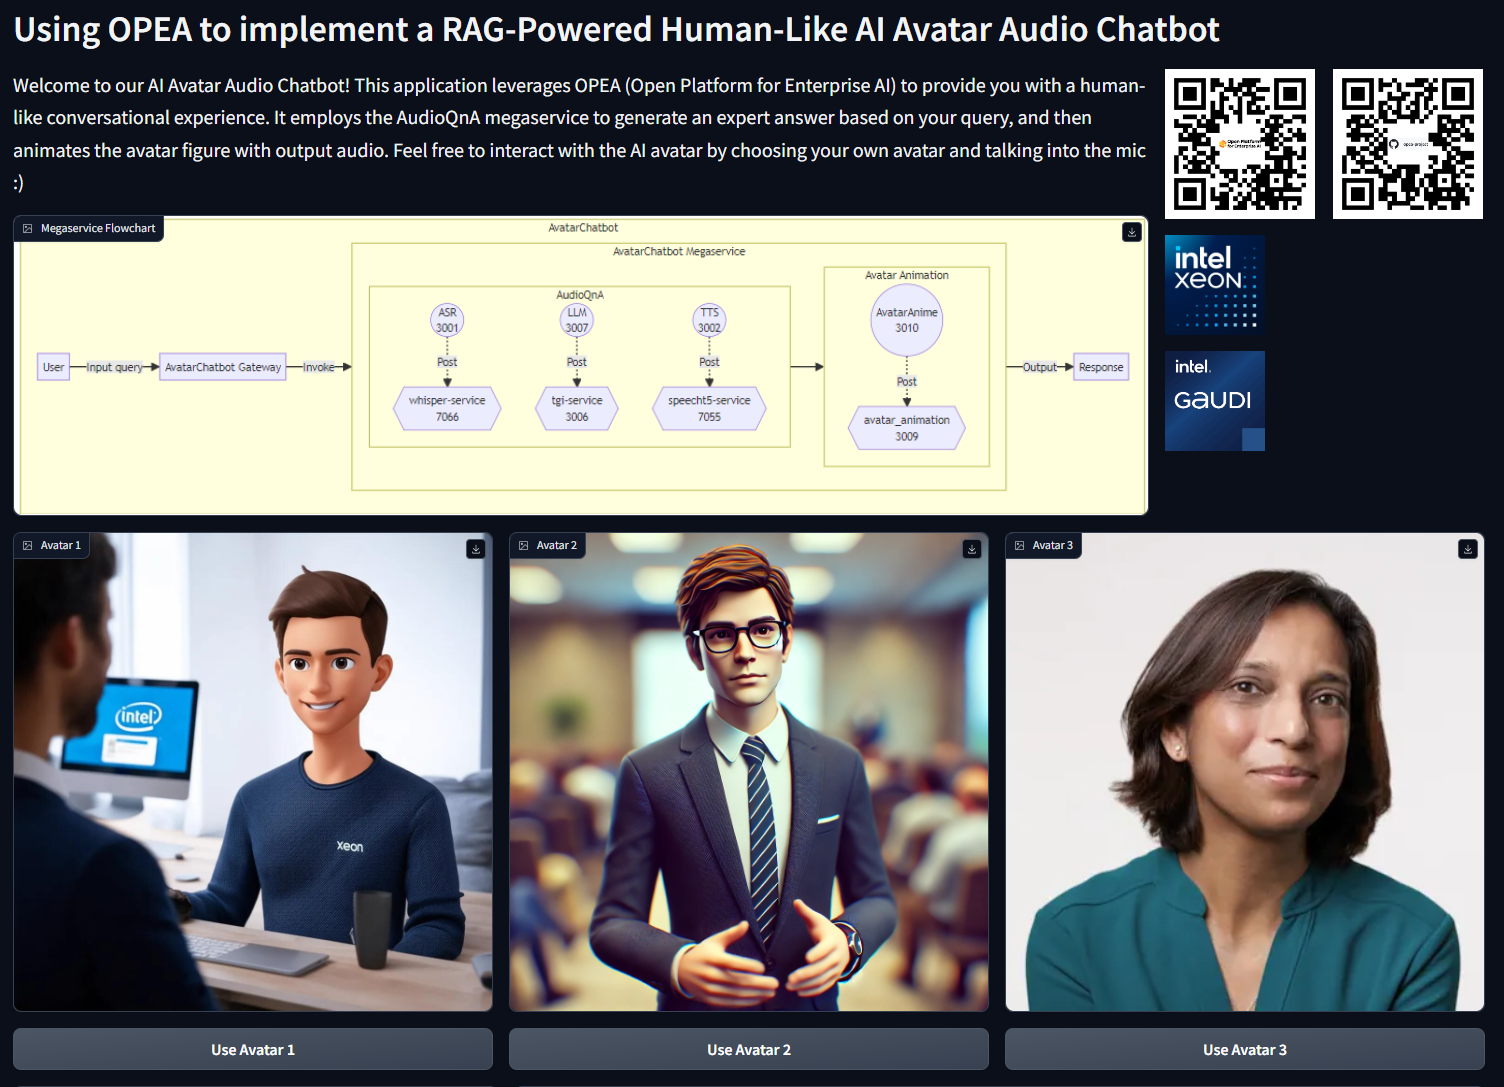 Using OPEA to implement a RAG-Powered Human-Like AI Avatar Audio Chatbot
Welcome to our AI Avatar Audio Chatbot! This application leverages OPEA (Open Platform for Enterprise AI) to provide you with a human-
like conversational experience. It employs the AudioQnA megaservice to generate an expert answer based on your query, and then
animates the avatar figure with output audio. Feel free to interact with the AI avatar by choosing your own avatar and talking into the mic
:)
Open Platform
for Enterprise AI
opea-project
intel
xeon
intel.
GAUDI
Megaservice Flowchart
AvatarChatbot
AvatarChatbot Megaservice
Avatar Animation
AudioQnA
ASR
3001
LLM
3007
TTS
3002
AvatarAnime
3010
Post
Post
Post
Post
User
Input query
AvatarChatbot Gateway
Invoke
Output
Response
whisper-service
7066
tgi-service
3006
speecht5-service
7055
avatar_animation
3009
Avatar 1
Avatar 2
Avatar 3
intel
xeon
Use Avatar 1
Use Avatar 2
Use Avatar 3